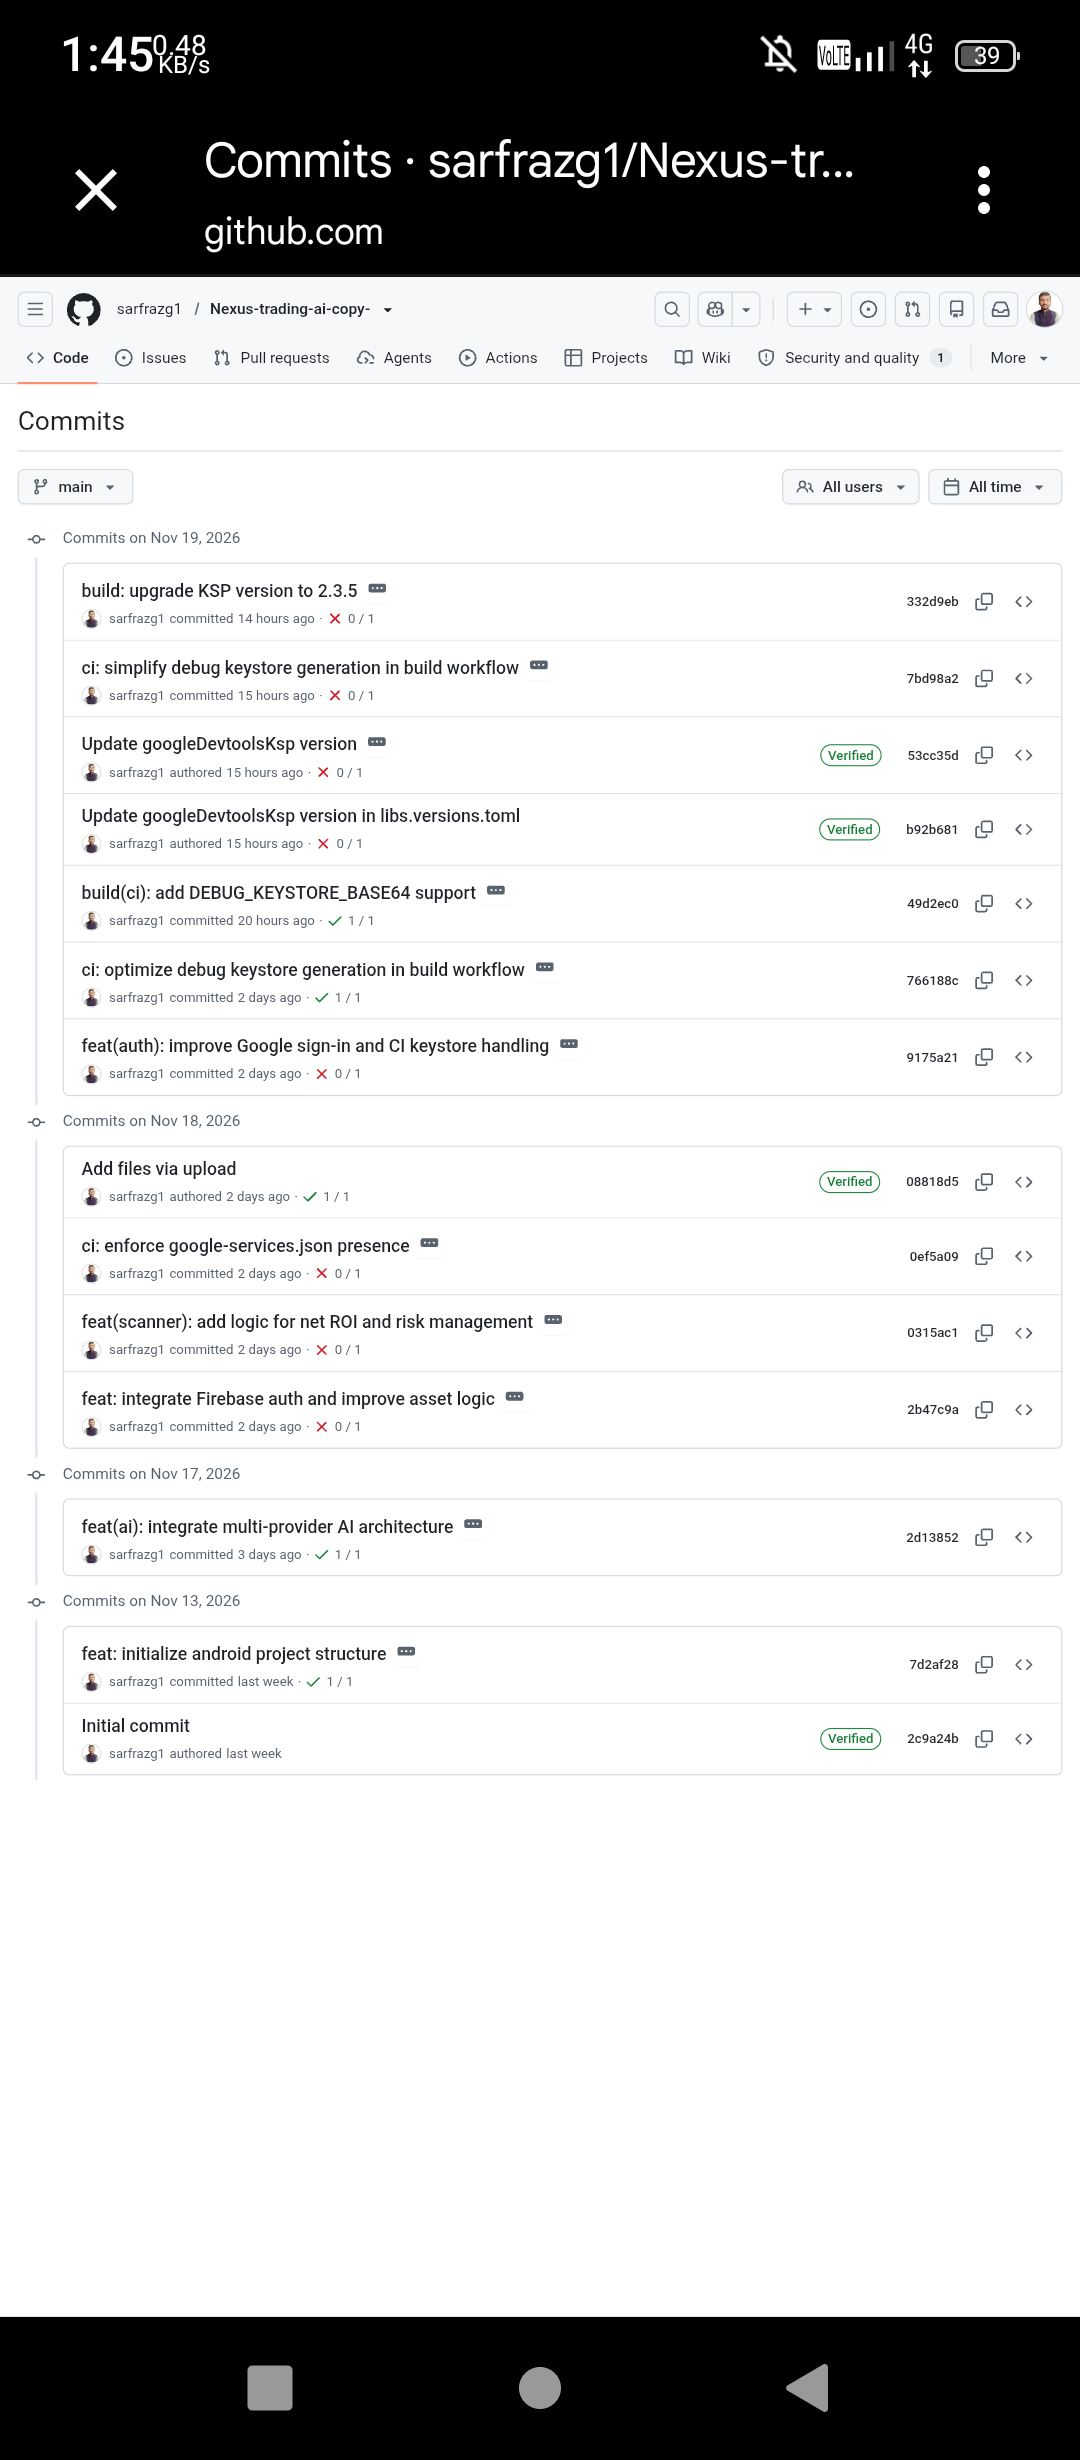 1:45 0.48 KB/s VoLTE 4G 39
Commits · sarfrazg1/Nexus-tr...
github.com
sarfrazg1 / Nexus-trading-ai-copy-
Code Issues Pull requests Agents Actions Projects Wiki Security and quality 1 More
Commits
main All users All time
Commits on Nov 19, 2026
build: upgrade KSP version to 2.3.5
sarfrazg1 committed 14 hours ago · 0 / 1
332d9eb
ci: simplify debug keystore generation in build workflow
sarfrazg1 committed 15 hours ago · 0 / 1
7bd98a2
Update googleDevtoolsKsp version
sarfrazg1 authored 15 hours ago · 0 / 1
Verified 53cc35d
Update googleDevtoolsKsp version in libs.versions.toml
sarfrazg1 authored 15 hours ago · 0 / 1
Verified b92b681
build(ci): add DEBUG_KEYSTORE_BASE64 support
sarfrazg1 committed 20 hours ago · 1 / 1
49d2ec0
ci: optimize debug keystore generation in build workflow
sarfrazg1 committed 2 days ago · 1 / 1
766188c
feat(auth): improve Google sign-in and CI keystore handling
sarfrazg1 committed 2 days ago · 0 / 1
9175a21
Commits on Nov 18, 2026
Add files via upload
sarfrazg1 authored 2 days ago · 1 / 1
Verified 08818d5
ci: enforce google-services.json presence
sarfrazg1 committed 2 days ago · 0 / 1
0ef5a09
feat(scanner): add logic for net ROI and risk management
sarfrazg1 committed 2 days ago · 0 / 1
0315ac1
feat: integrate Firebase auth and improve asset logic
sarfrazg1 committed 2 days ago · 0 / 1
2b47c9a
Commits on Nov 17, 2026
feat(ai): integrate multi-provider AI architecture
sarfrazg1 committed 3 days ago · 1 / 1
2d13852
Commits on Nov 13, 2026
feat: initialize android project structure
sarfrazg1 committed last week · 1 / 1
7d2af28
Initial commit
sarfrazg1 authored last week
Verified 2c9a24b